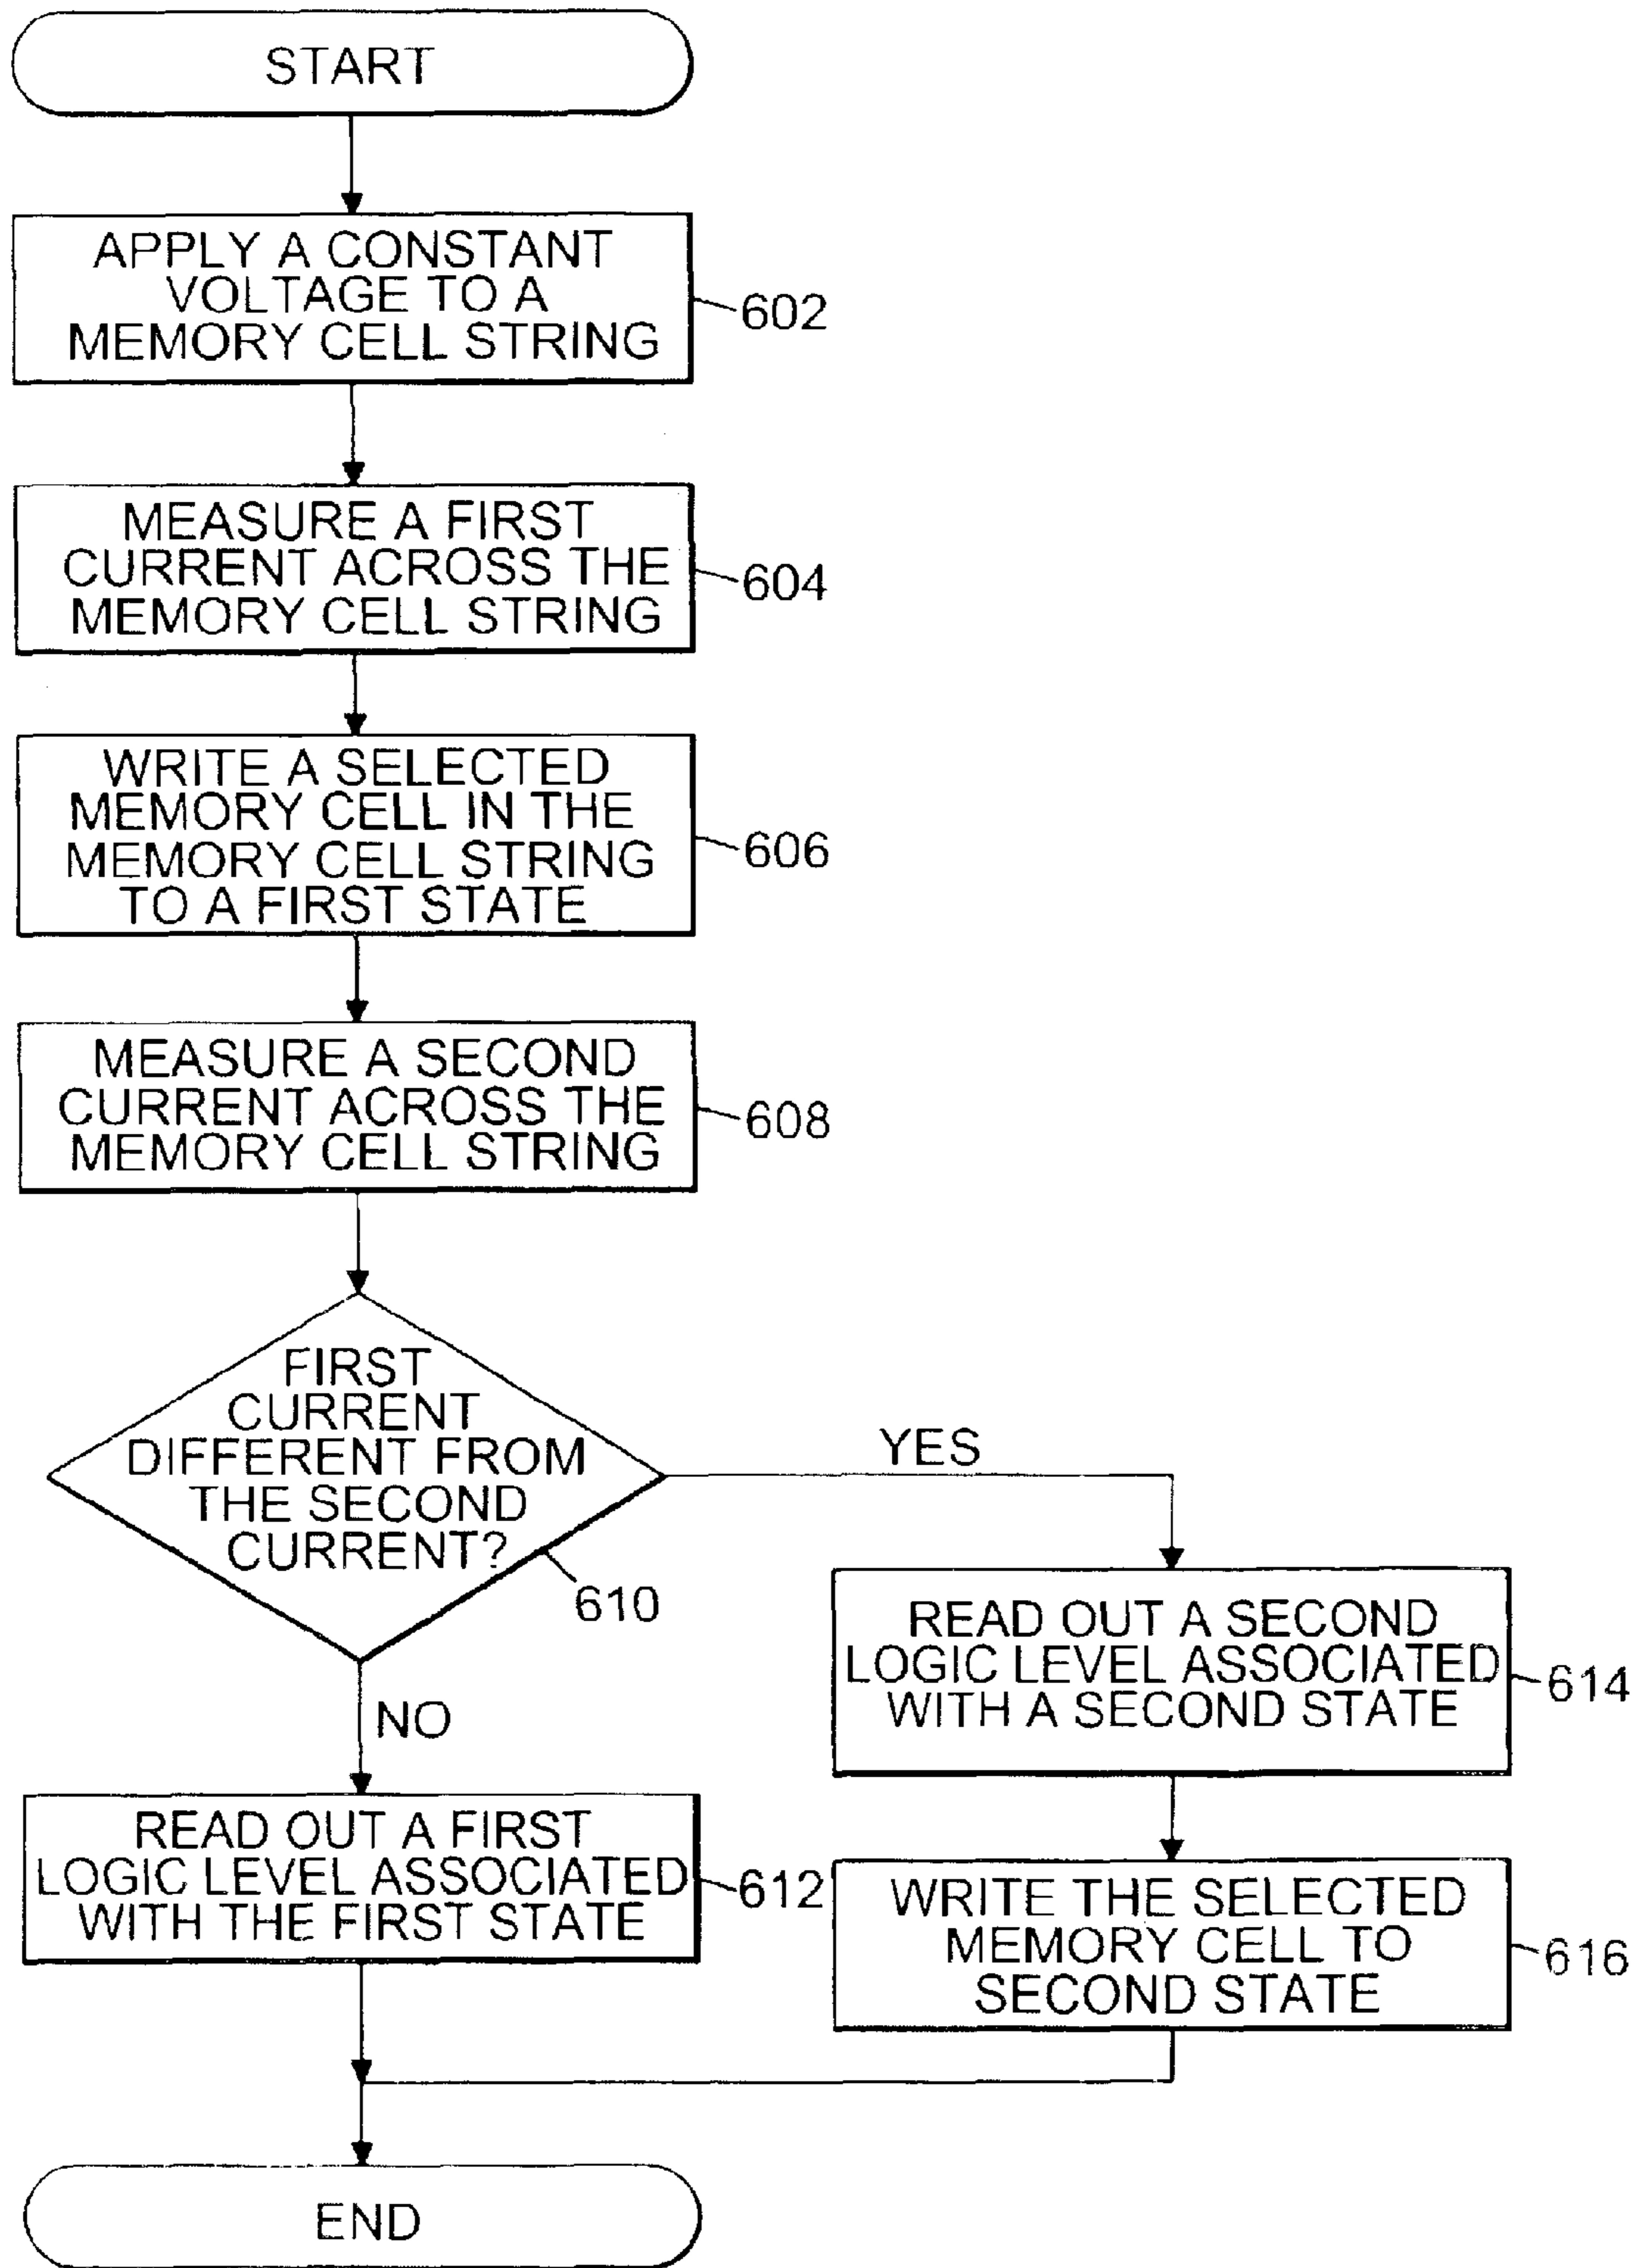 START
APPLY A CONSTANT
VOLTAGE TO A
MEMORY CELL STRING
602
MEASURE A FIRST
CURRENT ACROSS THE
MEMORY CELL STRING
604
WRITE A SELECTED
MEMORY CELL IN THE
MEMORY CELL STRING
TO A FIRST STATE
606
MEASURE A SECOND
CURRENT ACROSS THE
MEMORY CELL STRING
608
FIRST
CURRENT
DIFFERENT FROM
THE SECOND
CURRENT?
610
YES
NO
READ OUT A SECOND
LOGIC LEVEL ASSOCIATED
WITH A SECOND STATE
614
READ OUT A FIRST
LOGIC LEVEL ASSOCIATED
WITH THE FIRST STATE
612
WRITE THE SELECTED
MEMORY CELL TO
SECOND STATE
616
END